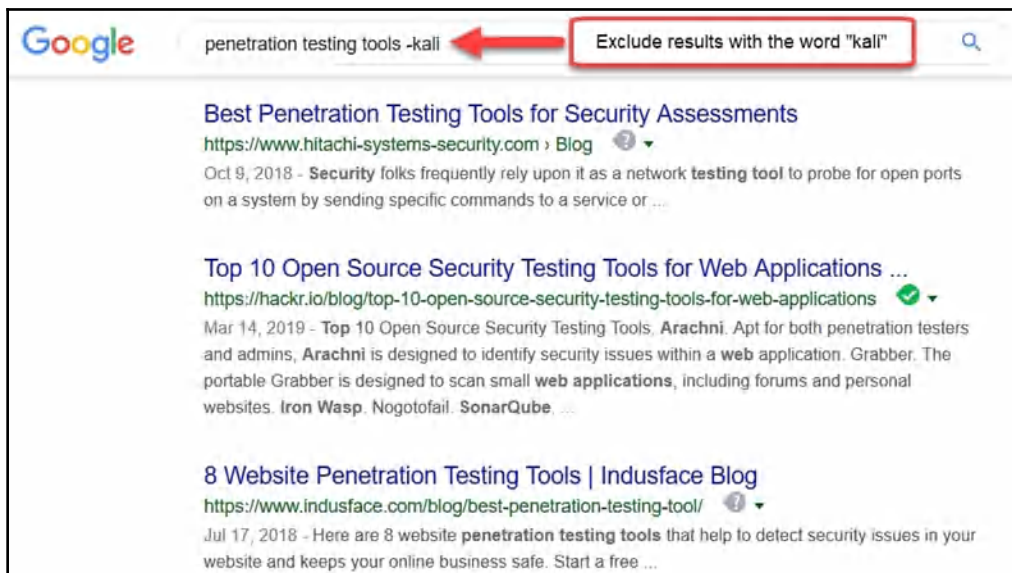 Google
penetration testing tools -kali
Exclude results with the word "kali"
Best Penetration Testing Tools for Security Assessments
https://www.hitachi-systems-security.com › Blog
Oct 9, 2018 - Security folks frequently rely upon it as a network testing tool to probe for open ports
on a system by sending specific commands to a service or ...
Top 10 Open Source Security Testing Tools for Web Applications ...
https://hackr.io/blog/top-10-open-source-security-testing-tools-for-web-applications
Mar 14, 2019 - Top 10 Open Source Security Testing Tools. Arachni. Apt for both penetration testers
and admins, Arachni is designed to identify security issues within a web application. Grabber. The
portable Grabber is designed to scan small web applications, including forums and personal
websites. Iron Wasp. Nogotofail. SonarQube. ...
8 Website Penetration Testing Tools | Indusface Blog
https://www.indusface.com/blog/best-penetration-testing-tool/
Jul 17, 2018 - Here are 8 website penetration testing tools that help to detect security issues in your
website and keeps your online business safe. Start a free ...